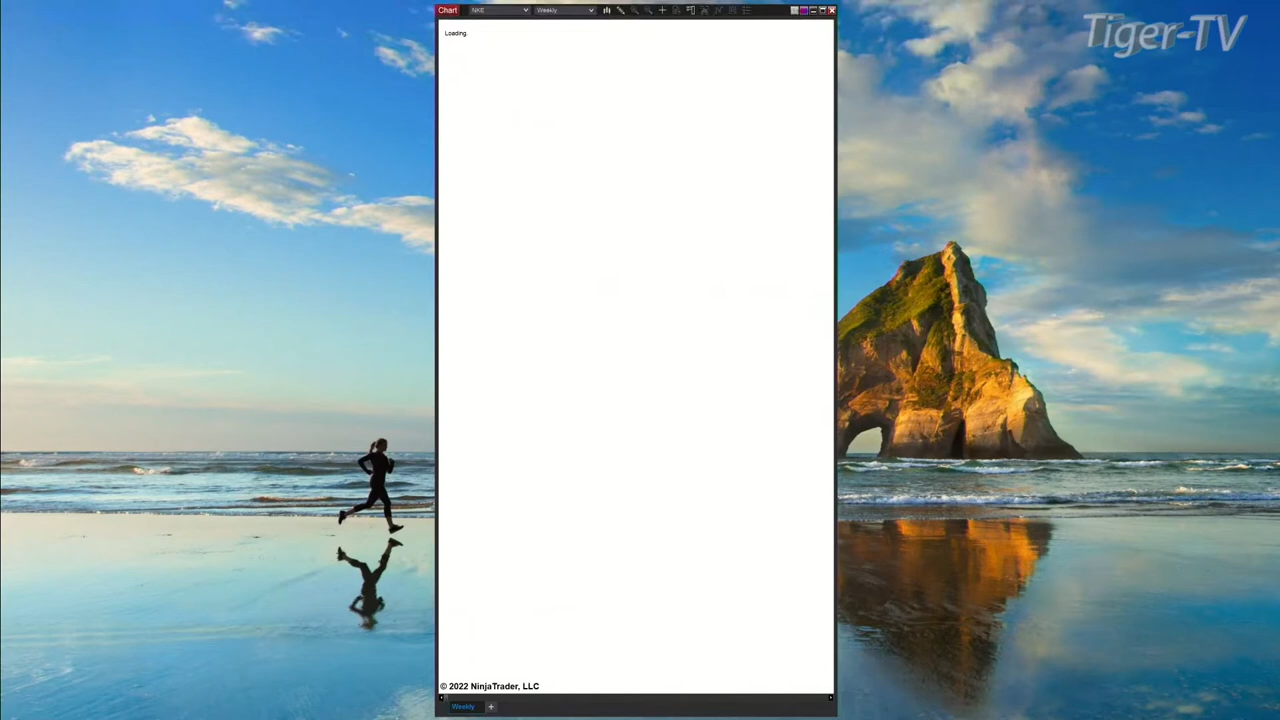 Chart NKE Weekly
Tiger-TV
Loading.
© 2022 NinjaTrader, LLC
Weekly +